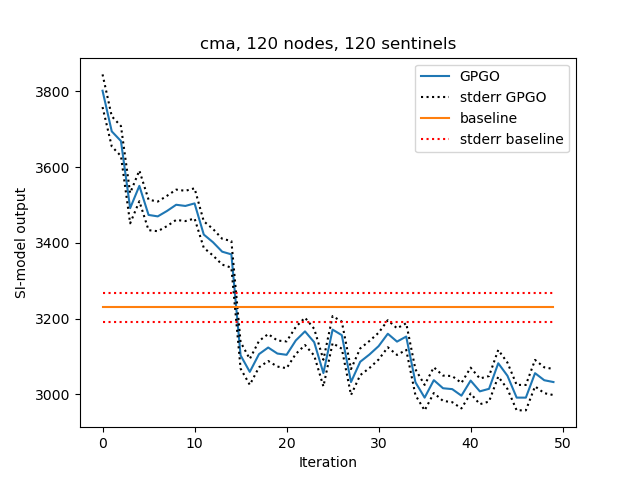 cma, 120 nodes, 120 sentinels
GPGO
stderr GPGO
baseline
stderr baseline
SI-model output
3800
3600
3400
3200
3000
0 10 20 30 40 50
Iteration